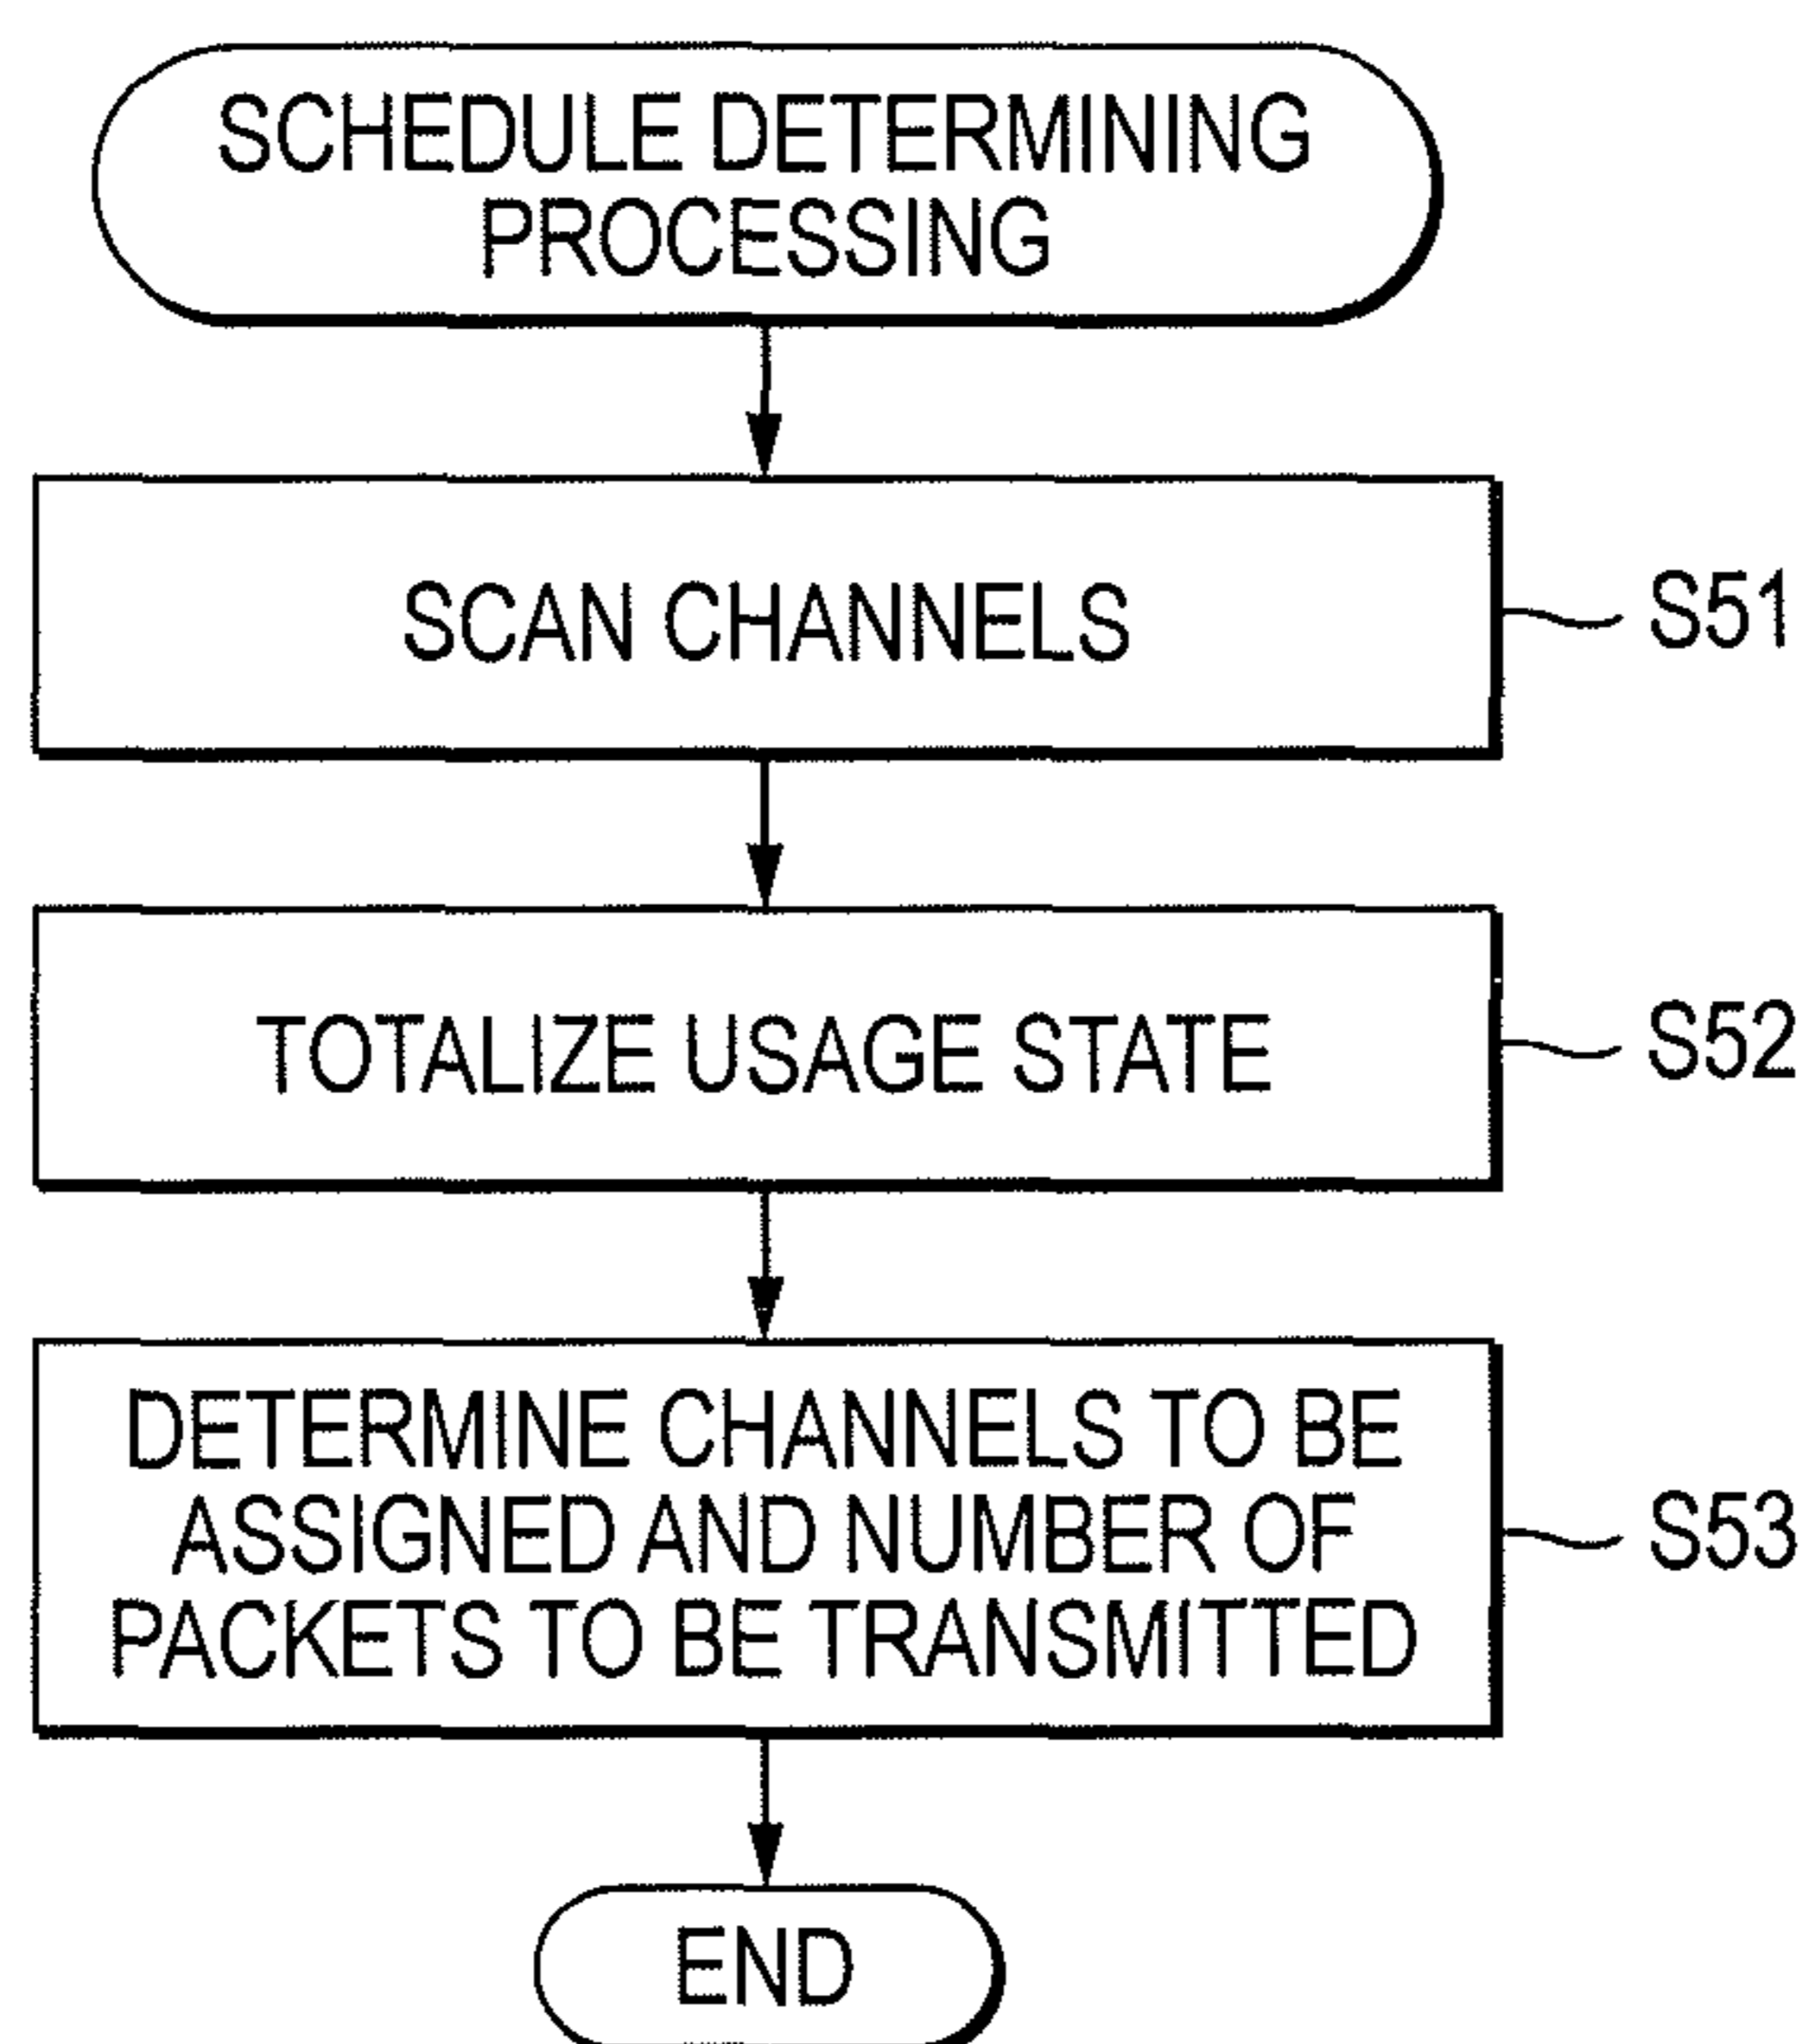 SCHEDULE DETERMINING
PROCESSING
SCAN CHANNELS
S51
TOTALIZE USAGE STATE
S52
DETERMINE CHANNELS TO BE
ASSIGNED AND NUMBER OF
PACKETS TO BE TRANSMITTED
S53
END